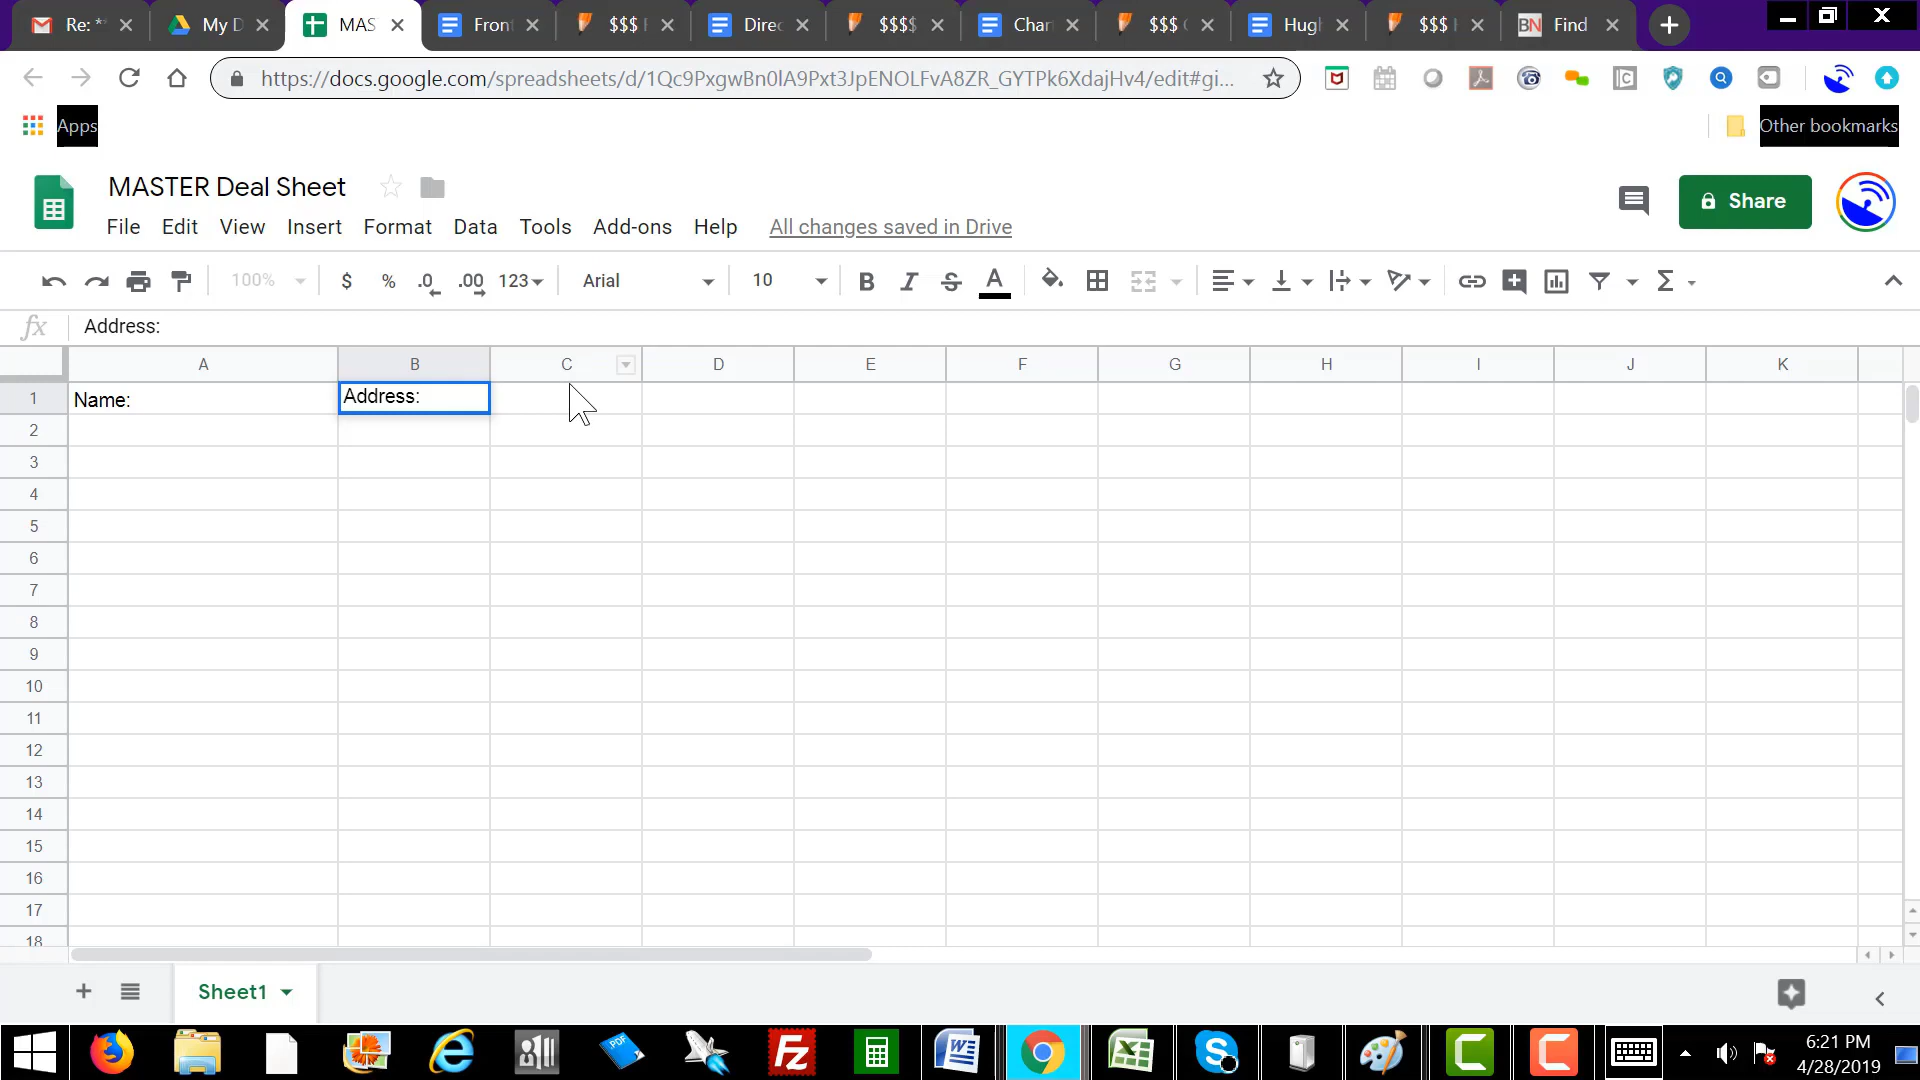 Re: *
My D
MAS
Fron
$$$
Direc
$$$$
Char
$$$
Hugh
$$$
BN Find
https://docs.google.com/spreadsheets/d/1Qc9PxgwBn0lA9Pxt3JpENOLFvA8ZR_GYTPk6XdajHv4/edit#gi...
Apps
Other bookmarks
MASTER Deal Sheet
File Edit View Insert Format Data Tools Add-ons Help All changes saved in Drive
Share
100% $ % .0 .00 123 Arial 10 B I S A Σ
fx Address:
A B C D E F G H I J K
1 Name: Address:
2
3
4
5
6
7
8
9
10
11
12
13
14
15
16
17
18
Sheet1
6:21 PM
4/28/2019